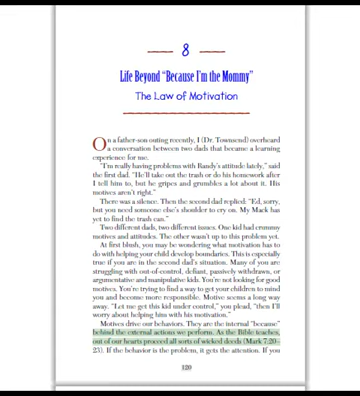 8
Life Beyond "Because I'm the Mommy"
The Law of Motivation
On a father-son outing recently, I (Dr. Townsend) overheard
a conversation between two dads that became a learning
experience for me.
"I'm really having problems with Randy's attitude lately," said
the first dad. "He'll take out the trash or do his homework after
I tell him to, but he gripes and grumbles a lot about it. His
motives aren't right."
There was a silence. Then the second dad replied: "Ed, sorry,
but you need someone else's shoulder to cry on. My Mack has
yet to find the trash can."
Two different dads, two different issues. One kid had crummy
motives and attitudes. The other wasn't up to this problem yet.
At first blush, you may be wondering what motivation has to
do with helping your child develop boundaries. This is especially
true if you are in the second dad's situation. Many of you are
struggling with out-of-control, defiant, passively withdrawn, or
argumentative and manipulative kids. You're not looking for good
motives. You're trying to find a way to get your children to mind
you and become more responsible. Motive seems a long way
away. "Let me get this kid under control," you plead, "then I'll
worry about helping him with his motivation."
Motives drive our behaviors. They are the internal "because"
behind the external actions we perform. As the Bible teaches,
out of our hearts proceed all sorts of wicked deeds (Mark 7:20–
23). If the behavior is the problem, it gets the attention. If you
120